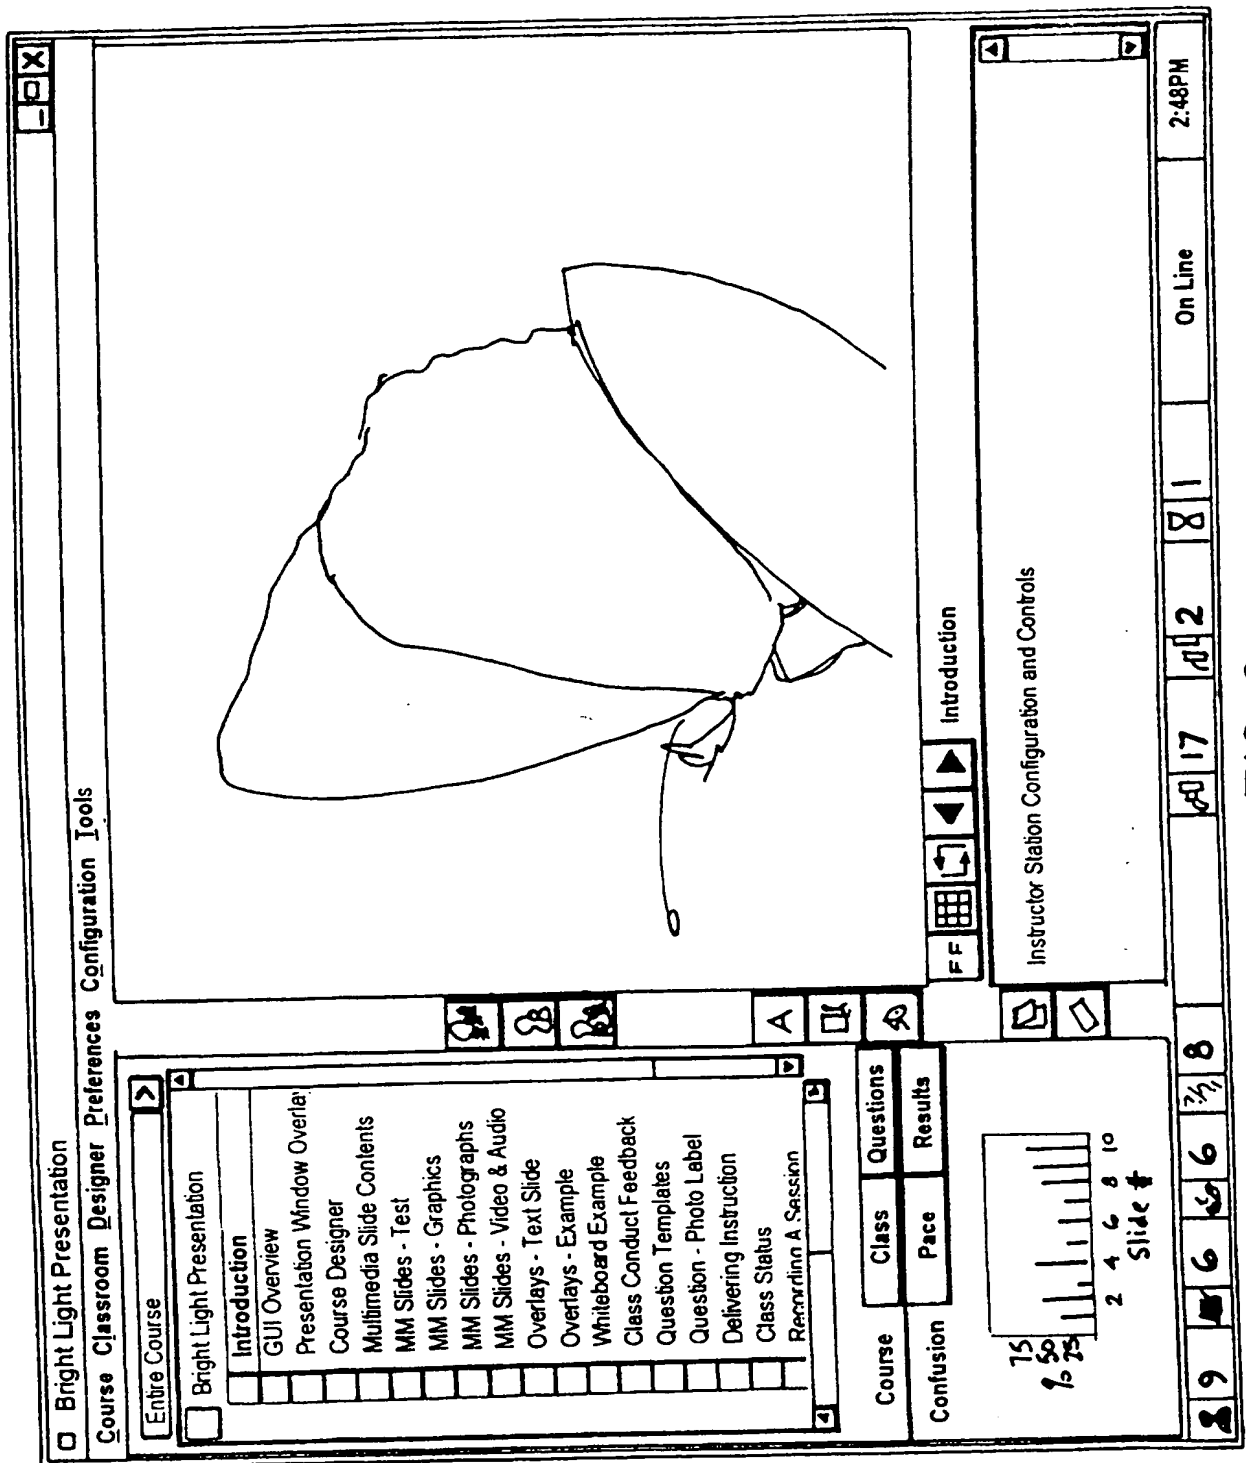 Bright Light Presentation
Course Classroom Designer Preferences Configuration Tools
Entire Course
Bright Light Presentation
Introduction
GUI Overview
Presentation Window Overlay
Course Designer
Multimedia Slide Contents
MM Slides - Test
MM Slides - Graphics
MM Slides - Photographs
MM Slides - Video & Audio
Overlays - Text Slide
Overlays - Example
Whiteboard Example
Class Conduct Feedback
Question Templates
Question - Photo Label
Delivering Instruction
Class Status
Recording A Session
A
FF
Introduction
Course Class Questions
Confusion Pace Results
Instructor Station Configuration and Controls
75
% 50
25
2 4 6 8 10
Slide #
9 6 6 8 17 2 1 On Line 2:48PM